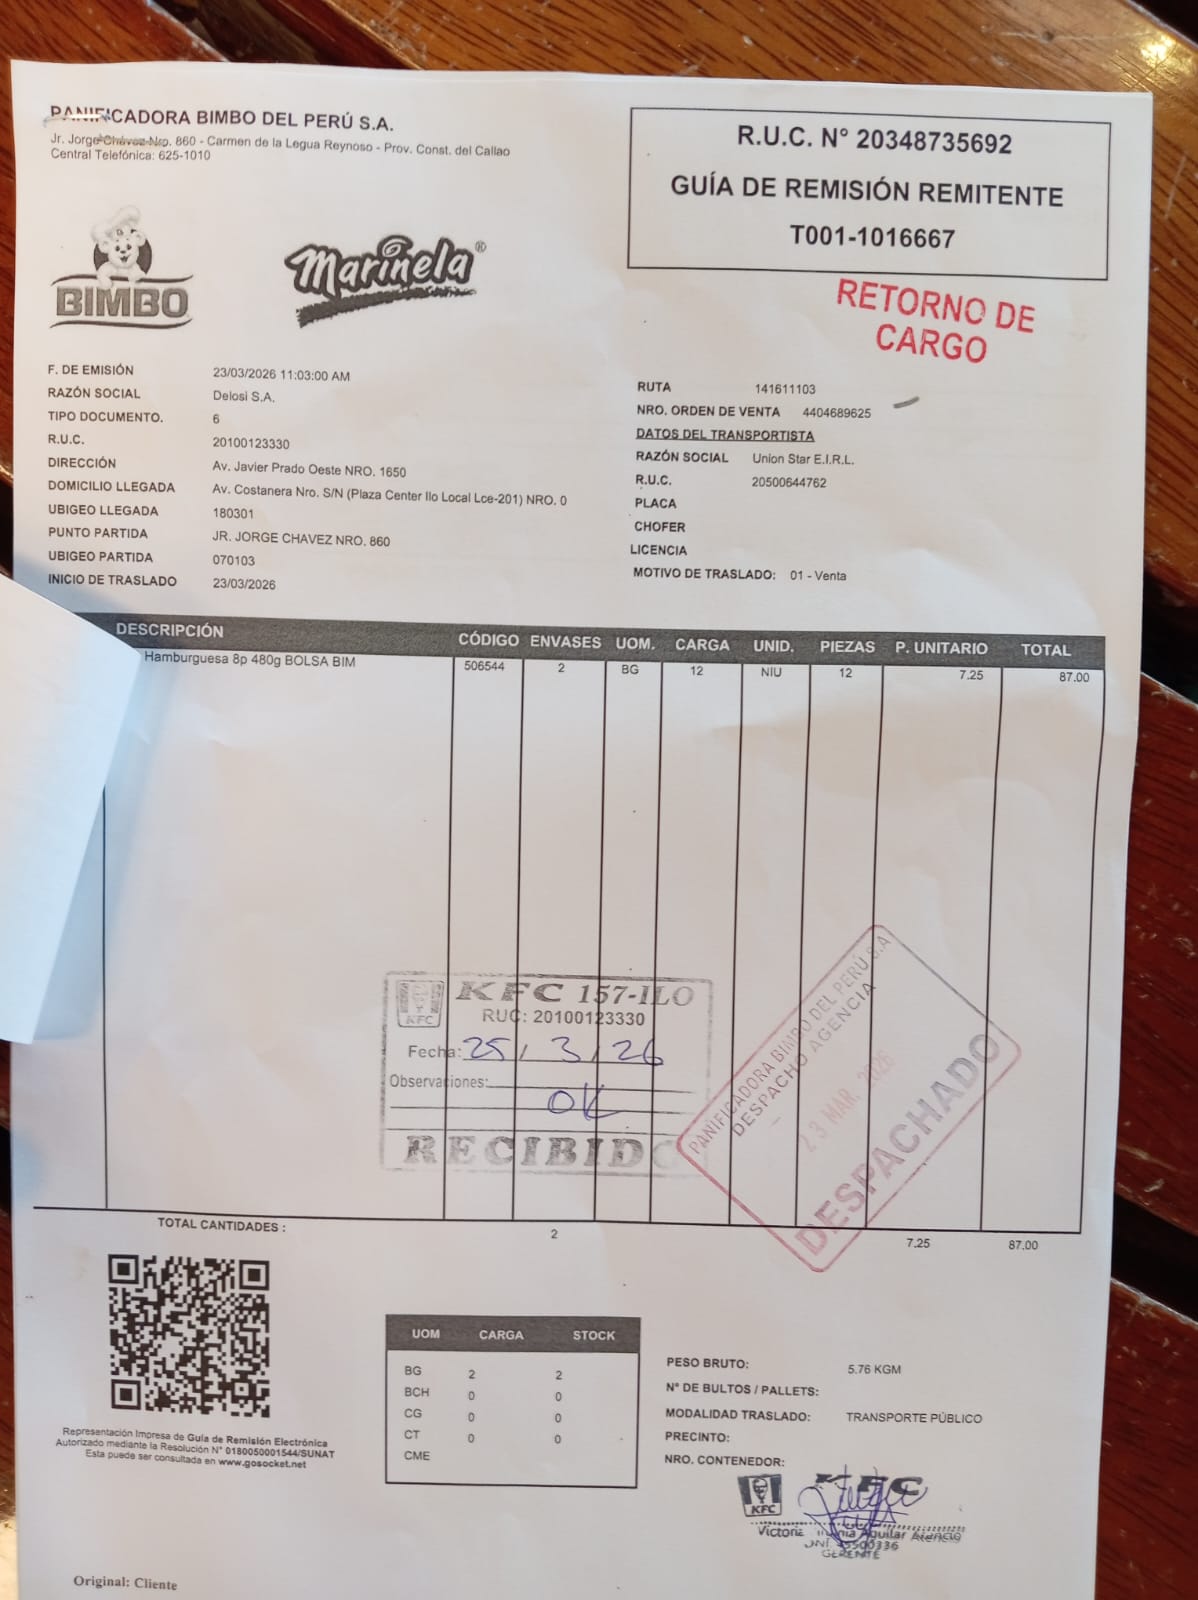 PANIFICADORA BIMBO DEL PERÚ S.A.
Jr. Jorge Chávez Nro. 860 - Carmen de la Legua Reynoso - Prov. Const. del Callao
Central Telefónica: 625-1010
R.U.C. N° 20348735692
GUÍA DE REMISIÓN REMITENTE
T001-1016667
BIMBO
Marinela®
RETORNO DE
CARGO
F. DE EMISIÓN 23/03/2026 11:03:00 AM
RAZÓN SOCIAL Delosi S.A.
TIPO DOCUMENTO. 6
R.U.C. 20100123330
DIRECCIÓN Av. Javier Prado Oeste NRO. 1650
DOMICILIO LLEGADA Av. Costanera Nro. S/N (Plaza Center Ilo Local Lce-201) NRO. 0
UBIGEO LLEGADA 180301
PUNTO PARTIDA JR. JORGE CHAVEZ NRO. 860
UBIGEO PARTIDA 070103
INICIO DE TRASLADO 23/03/2026
RUTA 141611103
NRO. ORDEN DE VENTA 4404689625
DATOS DEL TRANSPORTISTA
RAZÓN SOCIAL Union Star E.I.R.L.
R.U.C. 20500644762
PLACA
CHOFER
LICENCIA
MOTIVO DE TRASLADO: 01 - Venta
DESCRIPCIÓN CÓDIGO ENVASES UOM. CARGA UNID. PIEZAS P. UNITARIO TOTAL
Hamburguesa 8p 480g BOLSA BIM 506544 2 BG 12 NIU 12 7.25 87.00
KFC
KFC 157-ILO
RUC: 20100123330
Fecha: 25 / 3 / 26
Observaciones:
OK
RECIBIDO
PANIFICADORA BIMBO DEL PERÚ S.A
DESPACHO AGENCIA
23 MAR. 2026
DESPACHADO
TOTAL CANTIDADES : 2 7.25 87.00
UOM CARGA STOCK
BG 2 2
BCH 0 0
CG 0 0
CT 0 0
CME
PESO BRUTO: 5.76 KGM
N° DE BULTOS / PALLETS:
MODALIDAD TRASLADO: TRANSPORTE PÚBLICO
PRECINTO:
NRO. CONTENEDOR:
Representación Impresa de Guía de Remisión Electrónica
Autorizado mediante la Resolución N° 0180050001544/SUNAT
Esta puede ser consultada en www.gosocket.net
KFC
KFC
Victoria Aguilar Atencio
DNI
GERENTE
Original: Cliente